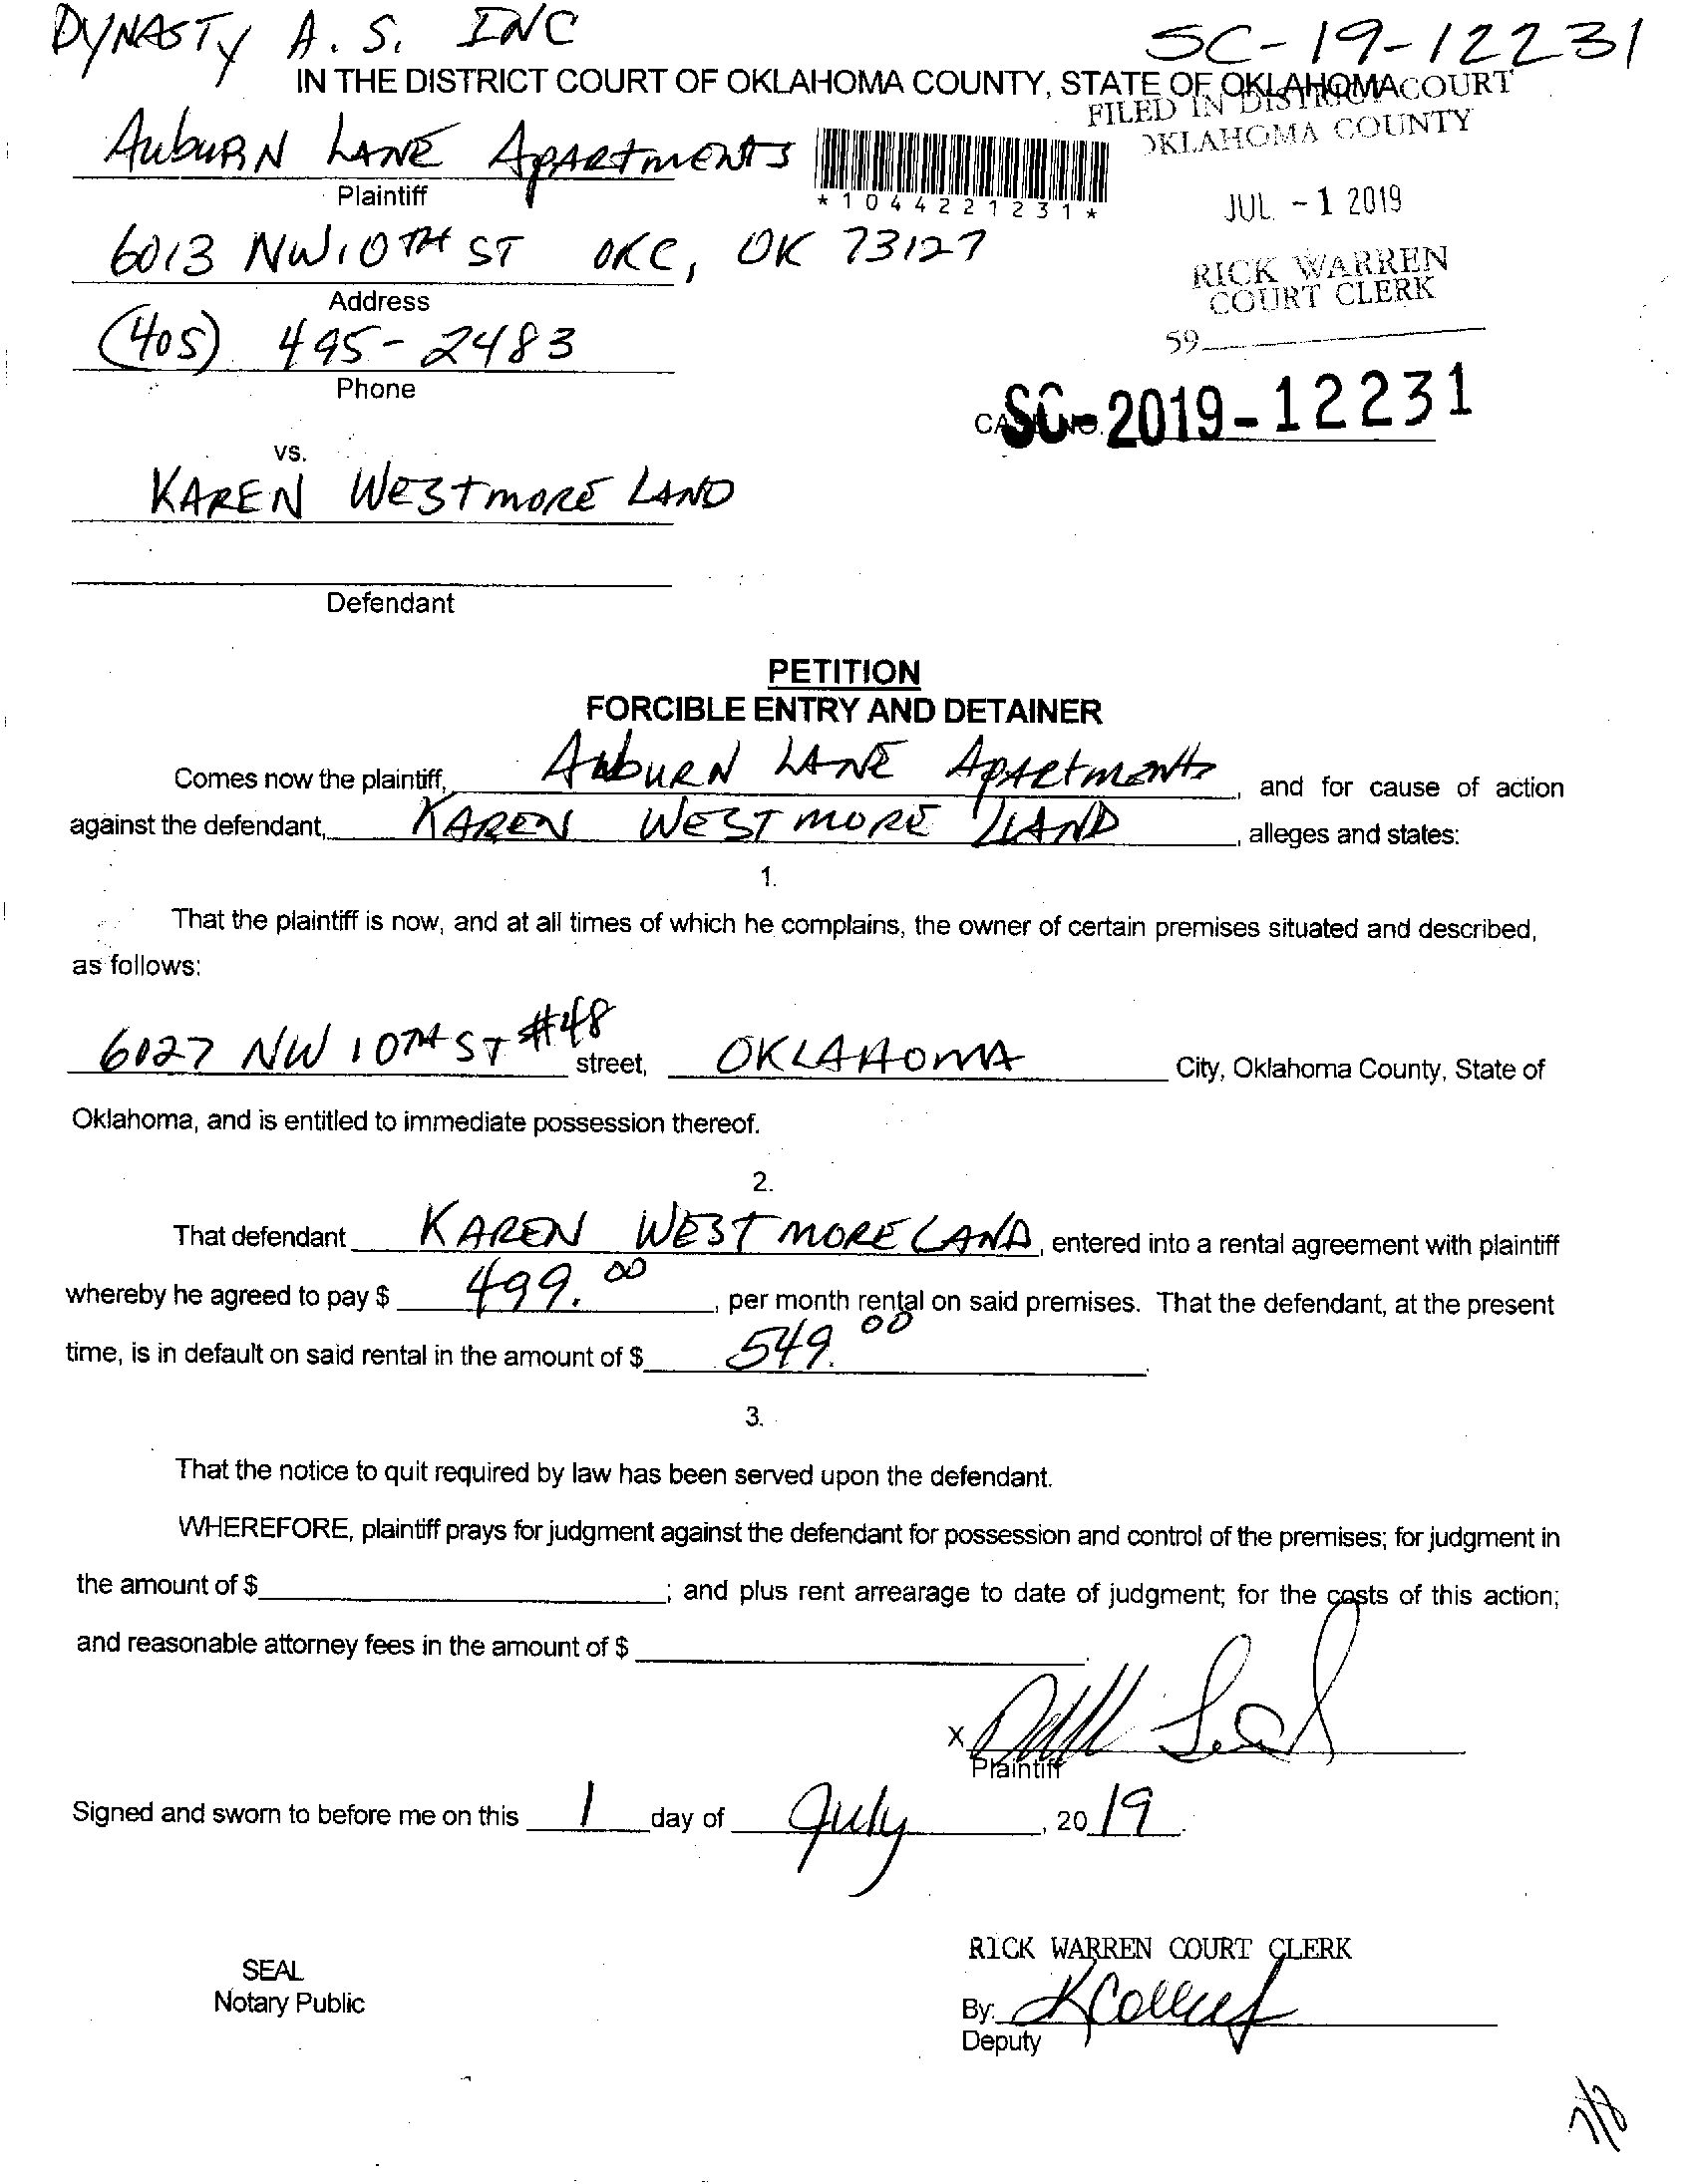 DYNASTY A. S. INC
SC-19-12231
IN THE DISTRICT COURT OF OKLAHOMA COUNTY, STATE OF OKLAHOMA
FILED IN DISTRICT COURT
OKLAHOMA COUNTY
AubuRN LANE ApARtmENtS
Plaintiff
*1044221231*
JUL -1 2019
6013 NW 10TH ST OKC, OK 73127
Address
RICK WARREN
COURT CLERK
(405) 495-2483
Phone
59
SC-2019-12231
vs.
KAREN WESTMORE LAND
Defendant
PETITION
FORCIBLE ENTRY AND DETAINER
Comes now the plaintiff, AubuRN LANE ApARtmENts, and for cause of action
against the defendant, KAREN WESTMORE LAND, alleges and states:
1.
That the plaintiff is now, and at all times of which he complains, the owner of certain premises situated and described,
as follows:
6027 NW 10TH ST #48 street, OKLAHOMA City, Oklahoma County, State of
Oklahoma, and is entitled to immediate possession thereof.
2.
That defendant KAREN WESTMORELAND, entered into a rental agreement with plaintiff
whereby he agreed to pay $ 499.00, per month rental on said premises. That the defendant, at the present
time, is in default on said rental in the amount of $ 549.00.
3.
That the notice to quit required by law has been served upon the defendant.
WHEREFORE, plaintiff prays for judgment against the defendant for possession and control of the premises; for judgment in
the amount of $ ; and plus rent arrearage to date of judgment; for the costs of this action;
and reasonable attorney fees in the amount of $ .
X
Plaintiff
Signed and sworn to before me on this 1 day of July, 2019.
RICK WARREN COURT CLERK
SEAL
Notary Public
By:
Deputy